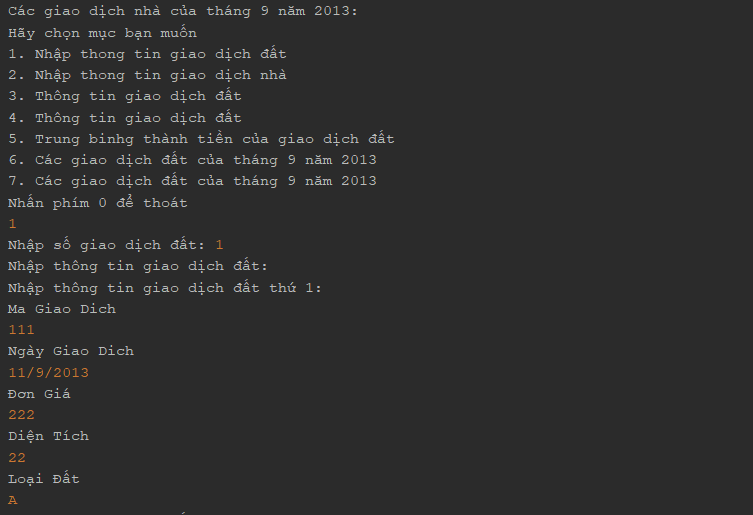 Các giao dịch nhà của tháng 9 năm 2013:
Hãy chọn mục bạn muốn
1. Nhập thong tin giao dịch đất
2. Nhập thong tin giao dịch nhà
3. Thông tin giao dịch đất
4. Thông tin giao dịch đất
5. Trung binhg thành tiền của giao dịch đất
6. Các giao dịch đất của tháng 9 năm 2013
7. Các giao dịch đất của tháng 9 năm 2013
Nhấn phím 0 để thoát
1
Nhập số giao dịch đất: 1
Nhập thông tin giao dịch đất:
Nhập thông tin giao dịch đất thứ 1:
Ma Giao Dich
111
Ngày Giao Dich
11/9/2013
Đơn Giá
222
Diện Tích
22
Loại Đất
A